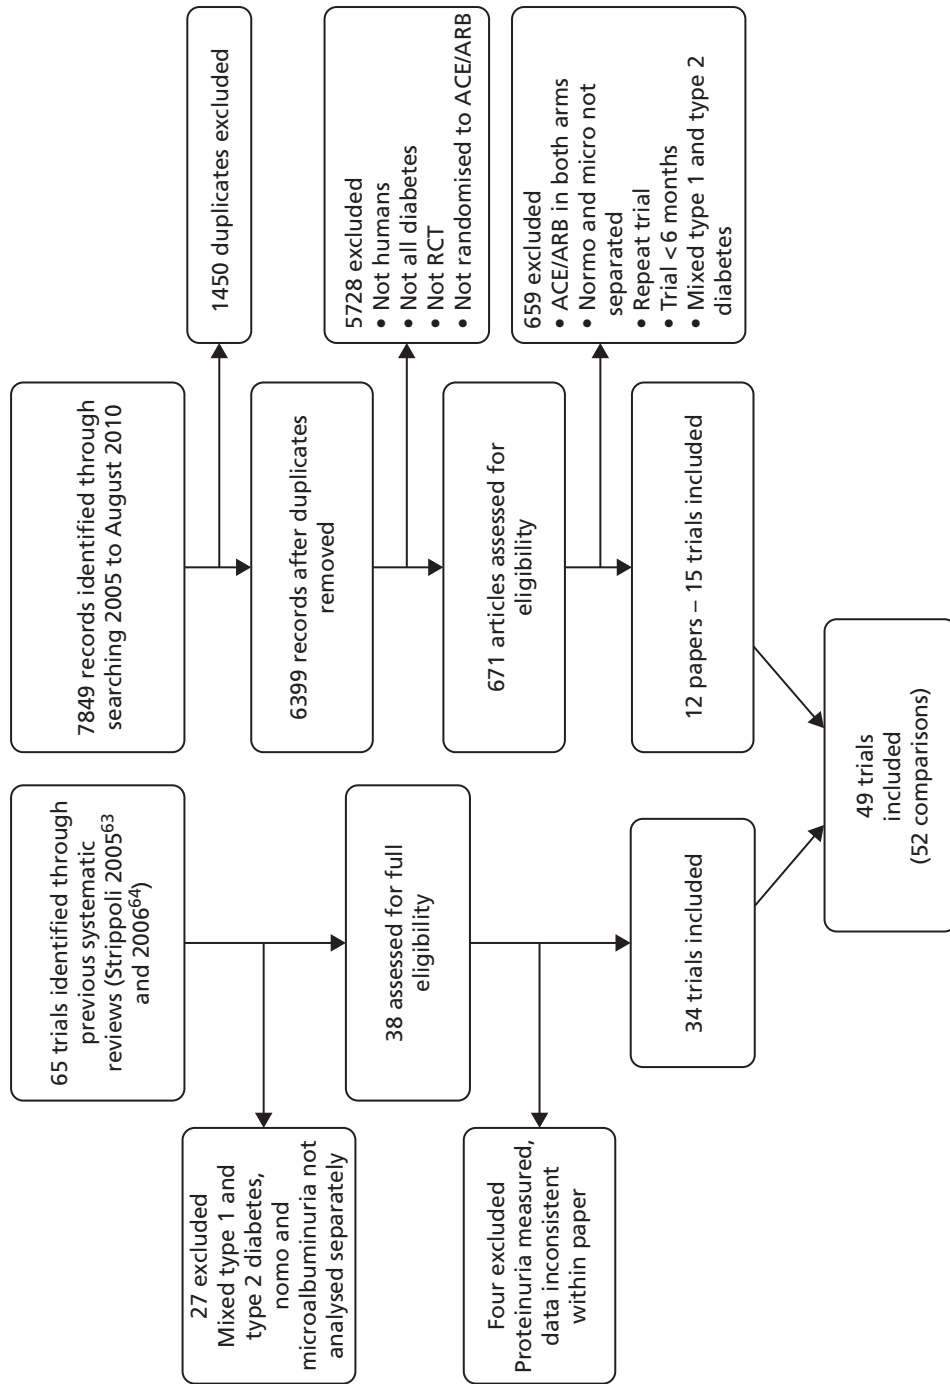 65 trials identified through
previous systematic
reviews (Strippoli 2005⁶³
and 2006⁶⁴)
27 excluded
Mixed type 1 and
type 2 diabetes,
nomo and
microalbuminuria not
analysed separately
38 assessed for full
eligibility
Four excluded
Proteinuria measured,
data inconsistent
within paper
34 trials included
7849 records identified through
searching 2005 to August 2010
1450 duplicates excluded
6399 records after duplicates
removed
5728 excluded
• Not humans
• Not all diabetes
• Not RCT
• Not randomised to ACE/ARB
671 articles assessed for
eligibility
659 excluded
• ACE/ARB in both arms
• Normo and micro not
separated
• Repeat trial
• Trial <6 months
• Mixed type 1 and type 2
diabetes
12 papers – 15 trials included
49 trials
included
(52 comparisons)